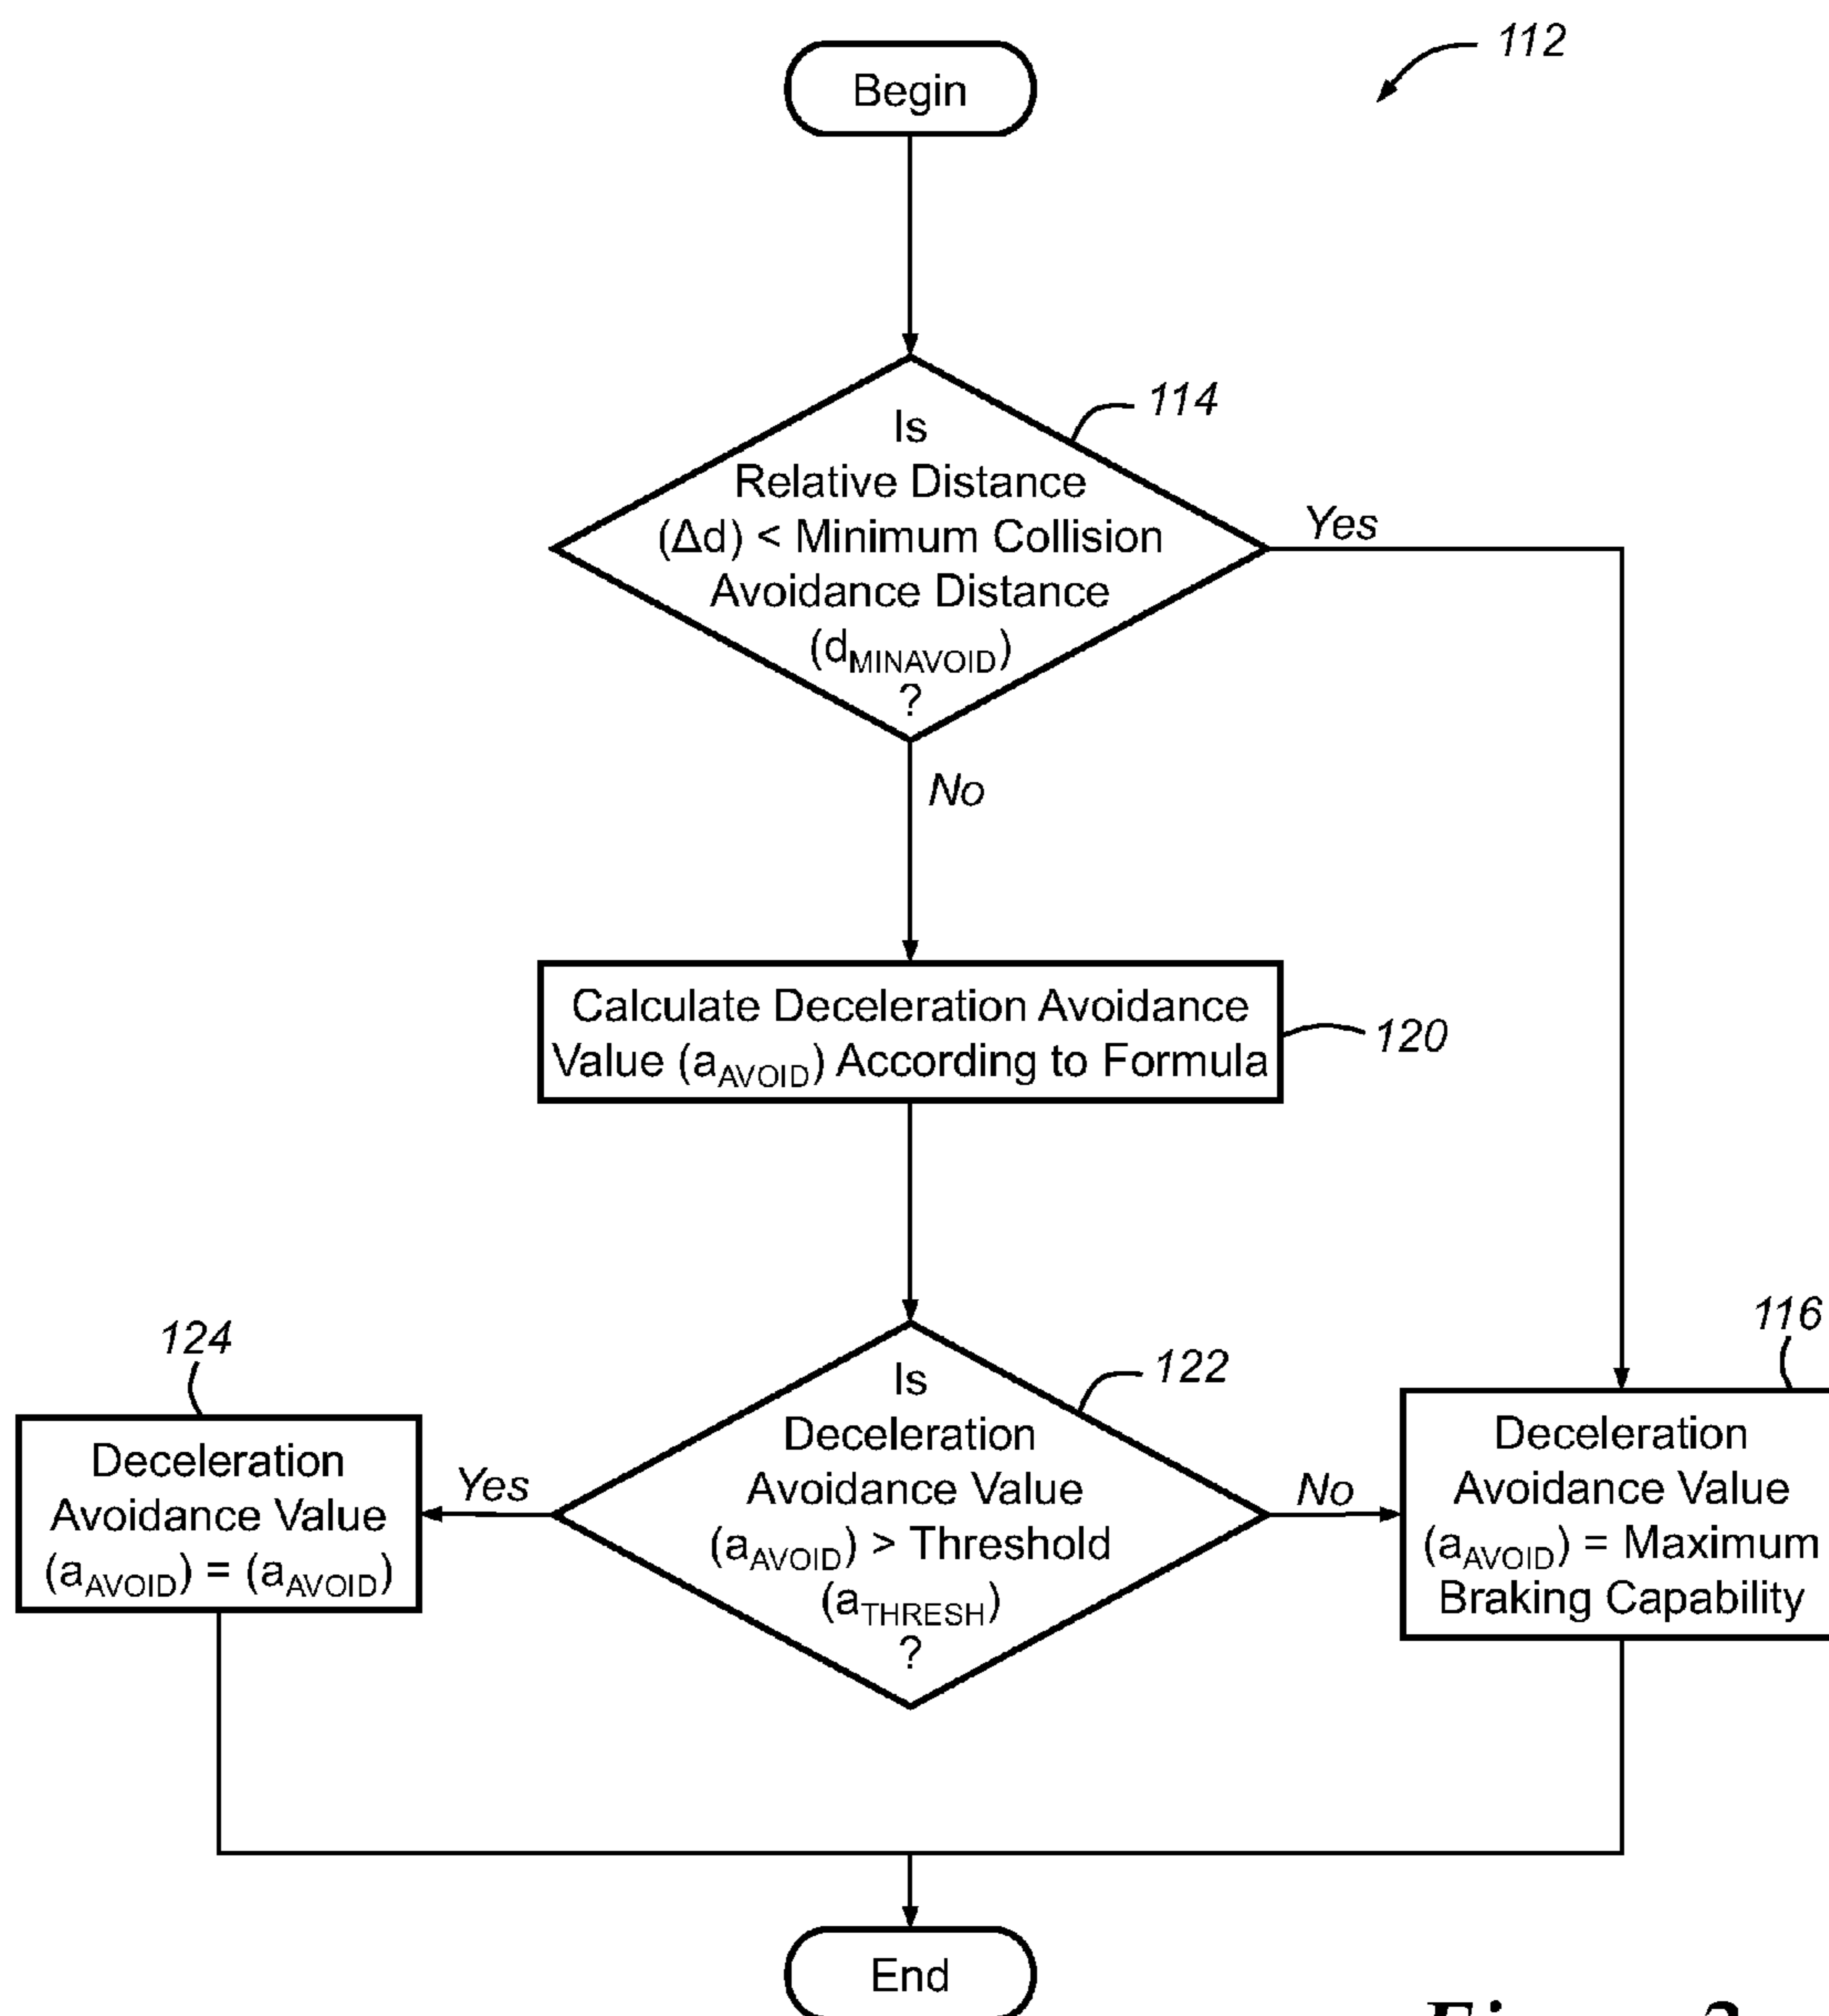 112
Begin
114
Is
Relative Distance
(Δd) < Minimum Collision
Avoidance Distance
(dMINAVOID)
?
Yes
No
Calculate Deceleration Avoidance
Value (aAVOID) According to Formula
120
124
Deceleration
Avoidance Value
(aAVOID) = (aAVOID)
Yes
122
Is
Deceleration
Avoidance Value
(aAVOID) > Threshold
(aTHRESH)
?
No
116
Deceleration
Avoidance Value
(aAVOID) = Maximum
Braking Capability
End